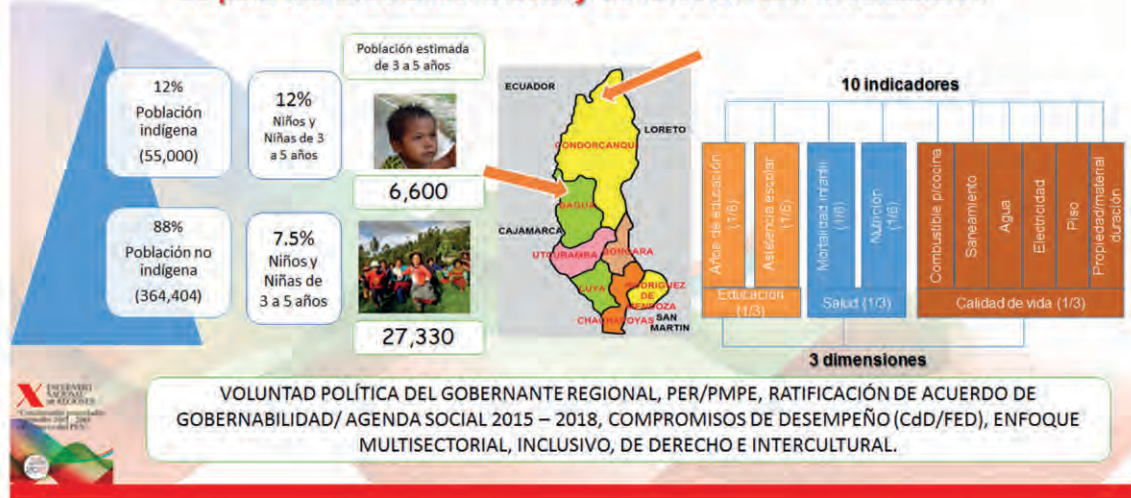 Población estimada
de 3 a 5 años
12%
Población
indígena
(55,000)
12%
Niños y
Niñas de 3
a 5 años
6,600
88%
Población no
indígena
(364,404)
7.5%
Niños y
Niñas de
3 a 5 años
27,330
ECUADOR
LORETO
CONDORCANQUI
BAGUA
CAJAMARCA
UTCUBAMBA
BONGARA
LUYA
RODRIGUEZ
DE
MENDOZA
CHACHAPOYAS
SAN
MARTIN
10 indicadores
Años de educación
(1/6)
Asistencia escolar
(1/6)
Mortalidad infantil
(1/6)
Nutrición
(1/6)
Combustible p/cocina
Saneamiento
Agua
Electricidad
Piso
Propiedad/material
duración
Educación
(1/3)
Salud (1/3)
Calidad de vida (1/3)
3 dimensiones
X ENCUENTRO
NACIONAL
DE REGIONES
VOLUNTAD POLÍTICA DEL GOBERNANTE REGIONAL, PER/PMPE, RATIFICACIÓN DE ACUERDO DE
GOBERNABILIDAD/ AGENDA SOCIAL 2015 – 2018, COMPROMISOS DE DESEMPEÑO (CdD/FED), ENFOQUE
MULTISECTORIAL, INCLUSIVO, DE DERECHO E INTERCULTURAL.